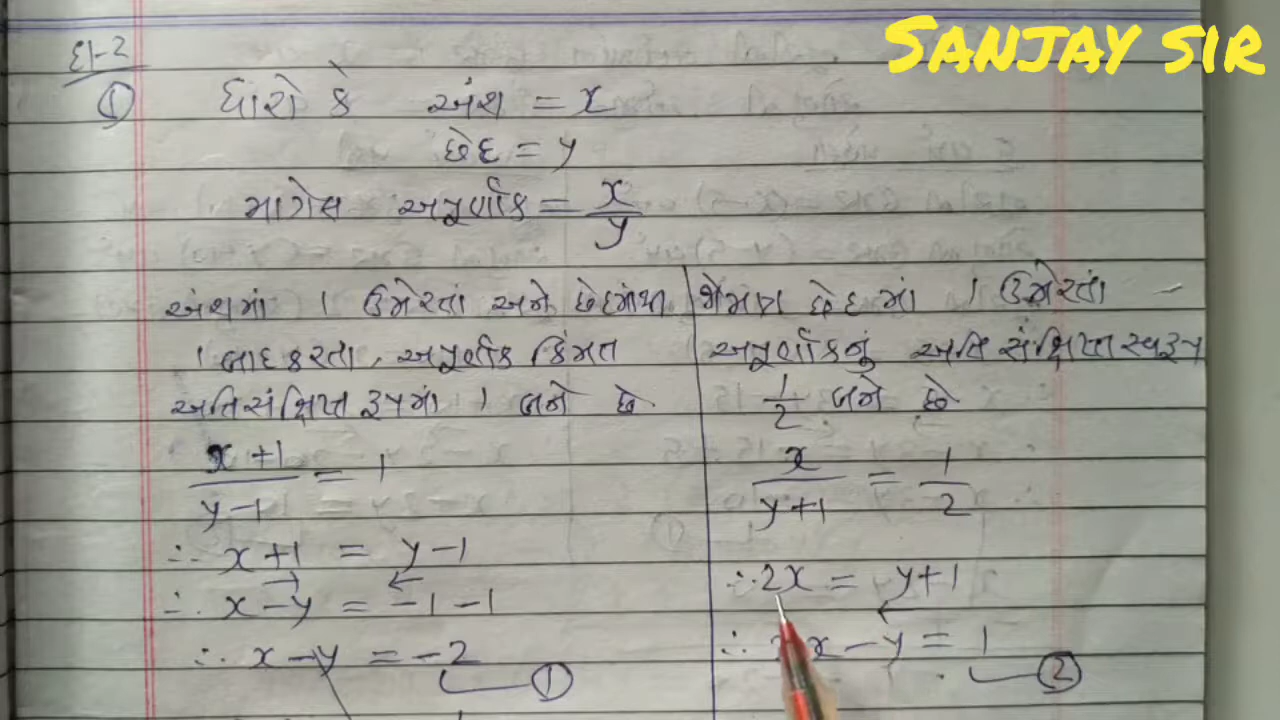 SANJAY SIR
દા-2
① ધારો કે અંશ = x
છેદ = y
માગેલ અપૂર્ણાંક = x/y
અંશમાં 1 ઉમેરતાં અને છેદમાંથી
1 બાદ કરતા, અપૂર્ણાંક કિંમત
અતિસંક્ષિપ્ત રૂપમાં 1 બને છે.
x+1/y-1 = 1
∴ x+1 = y-1
∴ x-y = -1-1
∴ x-y = -2 ①
છેદમાં 1 ઉમેરતાં
અપૂર્ણાંકનું અતિ સંક્ષિપ્ત સ્વરૂપ
1/2 બને છે
x/y+1 = 1/2
∴ 2x = y+1
∴ x-y = 1 ②